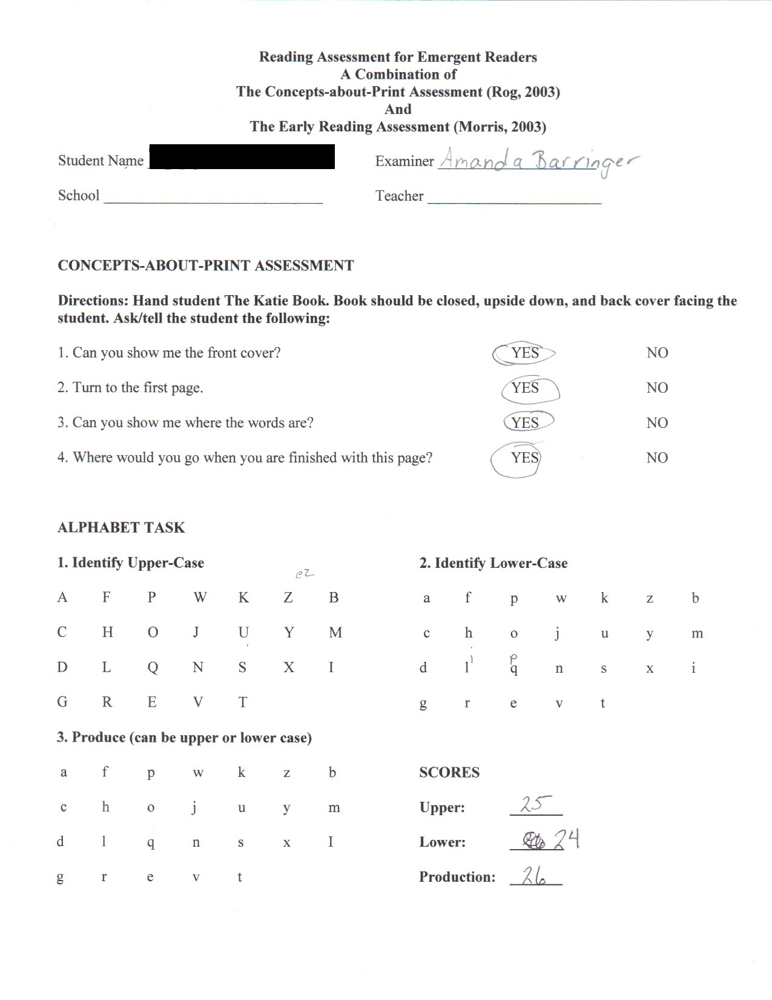 Reading Assessment for Emergent Readers
A Combination of
The Concepts-about-Print Assessment (Rog, 2003)
And
The Early Reading Assessment (Morris, 2003)
Student Name Examiner Amanda Barringer
School Teacher
CONCEPTS-ABOUT-PRINT ASSESSMENT
Directions: Hand student The Katie Book. Book should be closed, upside down, and back cover facing the
student. Ask/tell the student the following:
1. Can you show me the front cover? YES NO
2. Turn to the first page. YES NO
3. Can you show me where the words are? YES NO
4. Where would you go when you are finished with this page? YES NO
ALPHABET TASK
1. Identify Upper-Case 2. Identify Lower-Case
ez
A F P W K Z B a f p w k z b
C H O J U Y M c h o j u y m
p
D L Q N S X I d l q n s x i
G R E V T g r e v t
3. Produce (can be upper or lower case)
a f p w k z b SCORES
c h o j u y m Upper: 25
d l q n s x I Lower: 24
g r e v t Production: 26